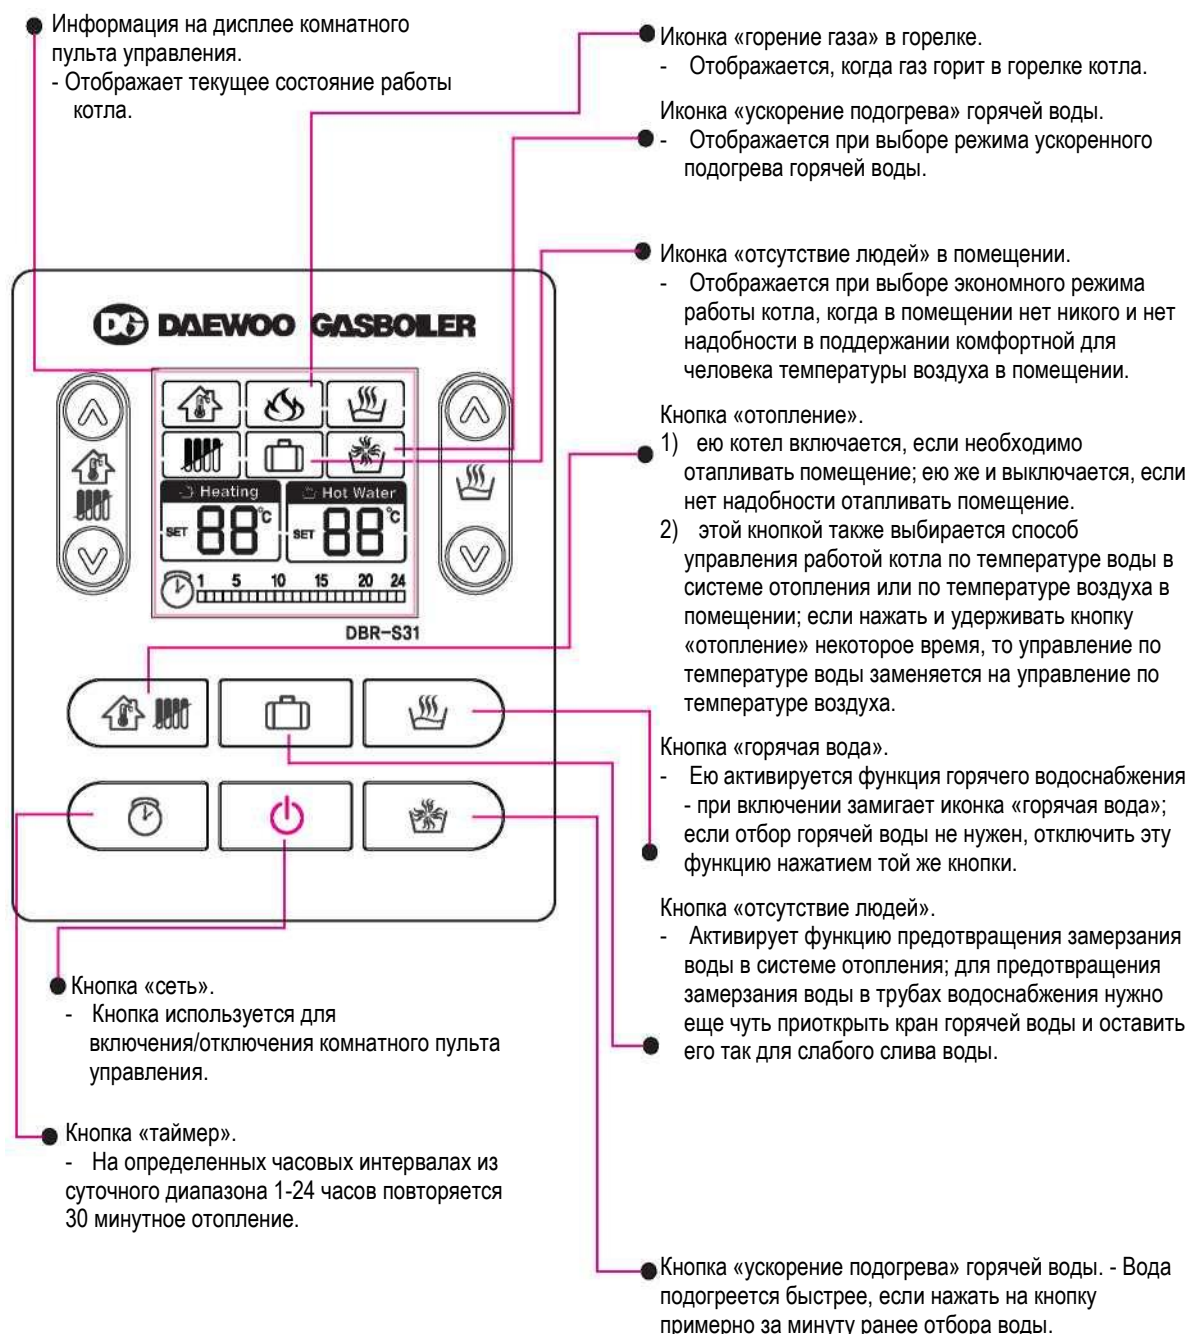 Информация на дисплее комнатного
пульта управления.
- Отображает текущее состояние работы
котла.
Иконка «горение газа» в горелке.
- Отображается, когда газ горит в горелке котла.
Иконка «ускорение подогрева» горячей воды.
- Отображается при выборе режима ускоренного
подогрева горячей воды.
Иконка «отсутствие людей» в помещении.
- Отображается при выборе экономного режима
работы котла, когда в помещении нет никого и нет
надобности в поддержании комфортной для
человека температуры воздуха в помещении.
Кнопка «отопление».
1) ею котел включается, если необходимо
отапливать помещение; ею же и выключается, если
нет надобности отапливать помещение.
2) этой кнопкой также выбирается способ
управления работой котла по температуре воды в
системе отопления или по температуре воздуха в
помещении; если нажать и удерживать кнопку
«отопление» некоторое время, то управление по
температуре воды заменяется на управление по
температуре воздуха.
Кнопка «горячая вода».
- Ею активируется функция горячего водоснабжения
- при включении замигает иконка «горячая вода»;
если отбор горячей воды не нужен, отключить эту
функцию нажатием той же кнопки.
Кнопка «отсутствие людей».
- Активирует функцию предотвращения замерзания
воды в системе отопления; для предотвращения
замерзания воды в трубах водоснабжения нужно
еще чуть приоткрыть кран горячей воды и оставить
его так для слабого слива воды.
DG DAEWOO GASBOILER
Heating Hot Water
SET 88 °C SET 88 °C
1 5 10 15 20 24
DBR-S31
Кнопка «сеть».
- Кнопка используется для
включения/отключения комнатного пульта
управления.
Кнопка «таймер».
- На определенных часовых интервалах из
суточного диапазона 1-24 часов повторяется
30 минутное отопление.
Кнопка «ускорение подогрева» горячей воды. - Вода
подогреется быстрее, если нажать на кнопку
примерно за минуту ранее отбора воды.